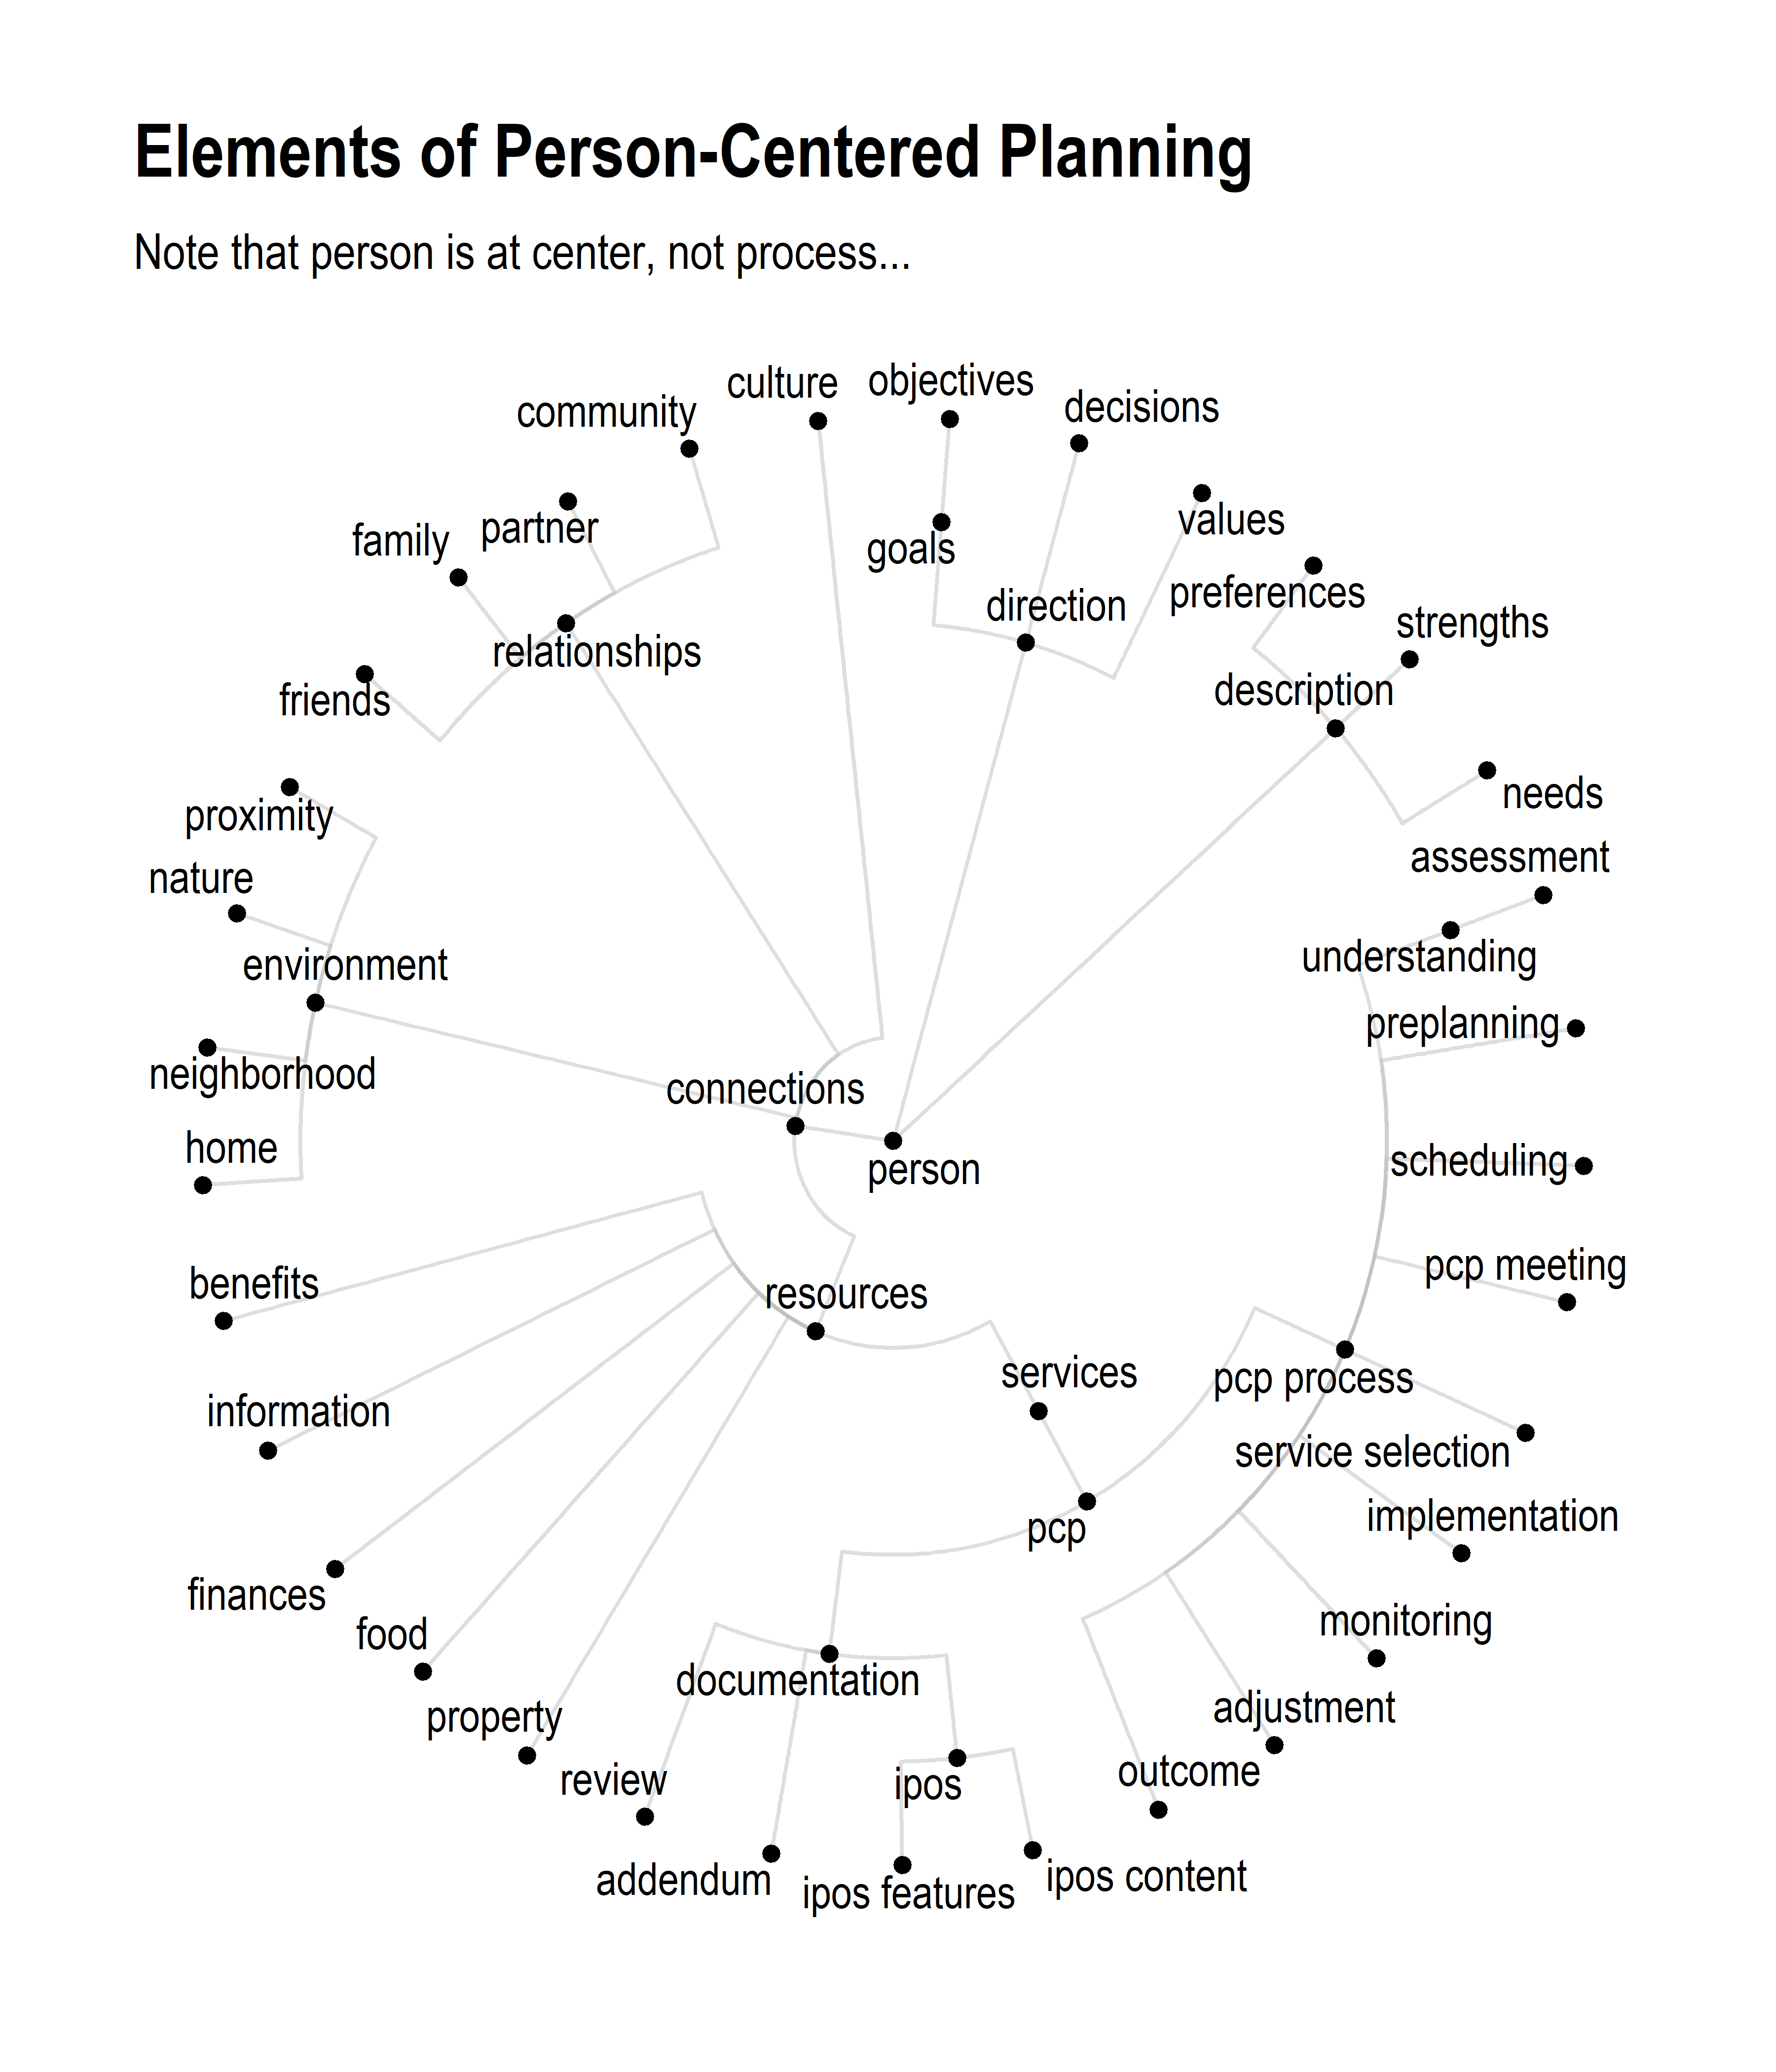 Elements of Person-Centered Planning
Note that person is at center, not process...
culture
objectives
decisions
community
values
partner
family
goals
preferences
direction
strengths
relationships
description
friends
needs
proximity
assessment
nature
understanding
environment
preplanning
neighborhood
connections
home
person
scheduling
pcp meeting
benefits
resources
services
pcp process
information
service selection
implementation
pcp
finances
food
monitoring
documentation
adjustment
property
outcome
review
ipos
addendum
ipos features
ipos content